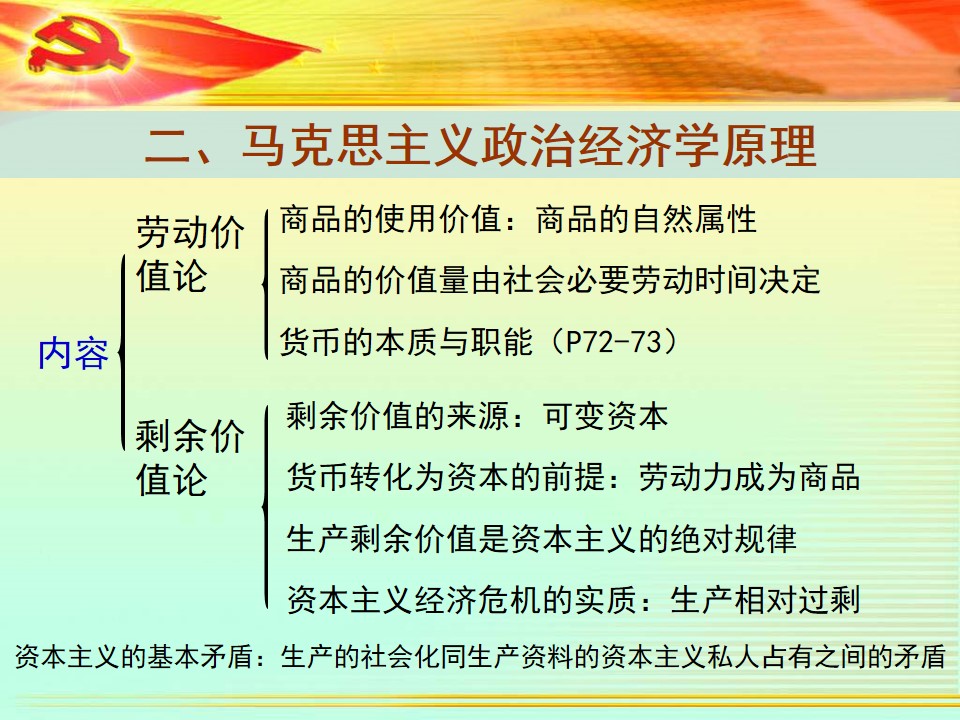 二、马克思主义政治经济学原理
内容
劳动价
值论
商品的使用价值：商品的自然属性
商品的价值量由社会必要劳动时间决定
货币的本质与职能（P72-73）
剩余价
值论
剩余价值的来源：可变资本
货币转化为资本的前提：劳动力成为商品
生产剩余价值是资本主义的绝对规律
资本主义经济危机的实质：生产相对过剩
资本主义的基本矛盾：生产的社会化同生产资料的资本主义私人占有之间的矛盾